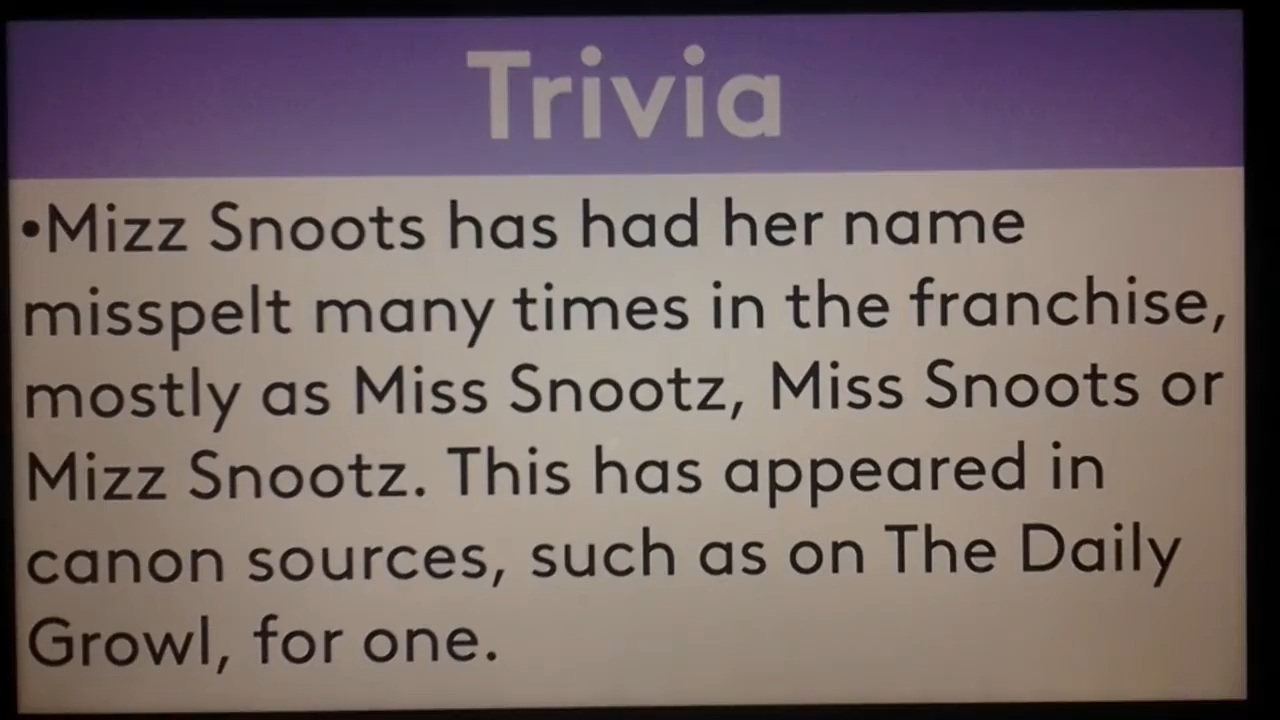 Trivia
•Mizz Snoots has had her name
misspelt many times in the franchise,
mostly as Miss Snootz, Miss Snoots or
Mizz Snootz. This has appeared in
canon sources, such as on The Daily
Growl, for one.